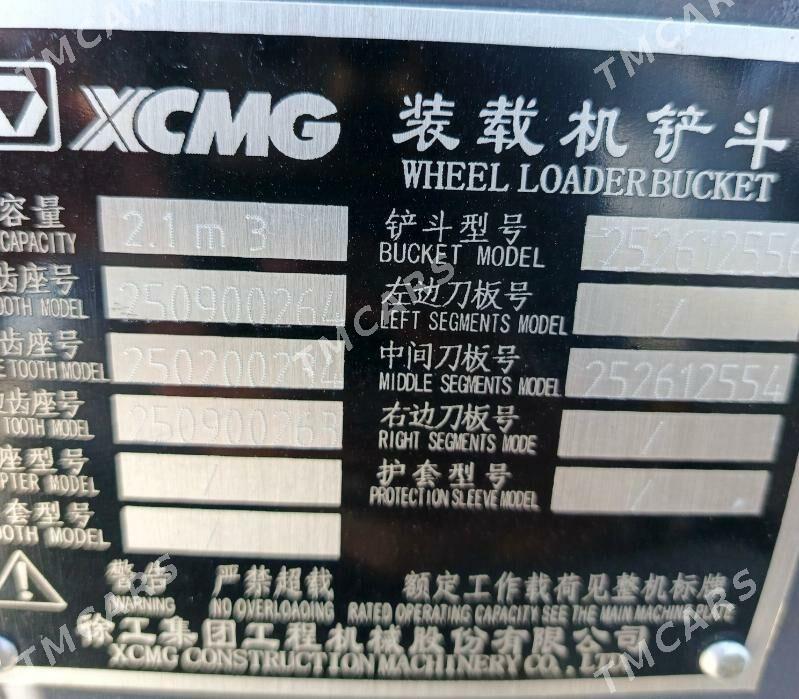 XCMG 装载机铲斗
WHEEL LOADER BUCKET
容量 2.1 m 3 铲斗型号 252612556
CAPACITY BUCKET MODEL
齿座号 250900264 左边刀板号 /
TOOTH MODEL LEFT SEGMENTS MODEL
齿座号 中间刀板号 252612554
TOOTH MODEL MIDDLE SEGMENTS MODEL
齿座号 250900263 右边刀板号 /
TOOTH MODEL RIGHT SEGMENTS MODE
座型号 / 护套型号 /
PTER MODEL PROTECTION SLEEVE MODEL
套型号 /
OOTH MODEL
警告 严禁超载 额定工作载荷见整机标牌
WARNING NO OVERLOADING RATED OPERATING CAPACITY SEE THE MAIN MACHINE
徐工集团工程机械股份有限公司
XCMG CONSTRUCTION MACHINERY CO., LTD
TMCARS
TMCARS
TMCARS
TMCARS
TMCARS
TMCARS
TMCARS